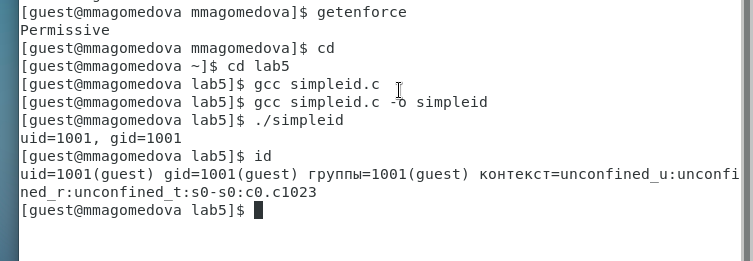 [guest@mmagomedova mmagomedova]$ getenforce
Permissive
[guest@mmagomedova mmagomedova]$ cd
[guest@mmagomedova ~]$ cd lab5
[guest@mmagomedova lab5]$ gcc simpleid.c
[guest@mmagomedova lab5]$ gcc simpleid.c -o simpleid
[guest@mmagomedova lab5]$ ./simpleid
uid=1001, gid=1001
[guest@mmagomedova lab5]$ id
uid=1001(guest) gid=1001(guest) группы=1001(guest) контекст=unconfined_u:unconfi
ned_r:unconfined_t:s0-s0:c0.c1023
[guest@mmagomedova lab5]$